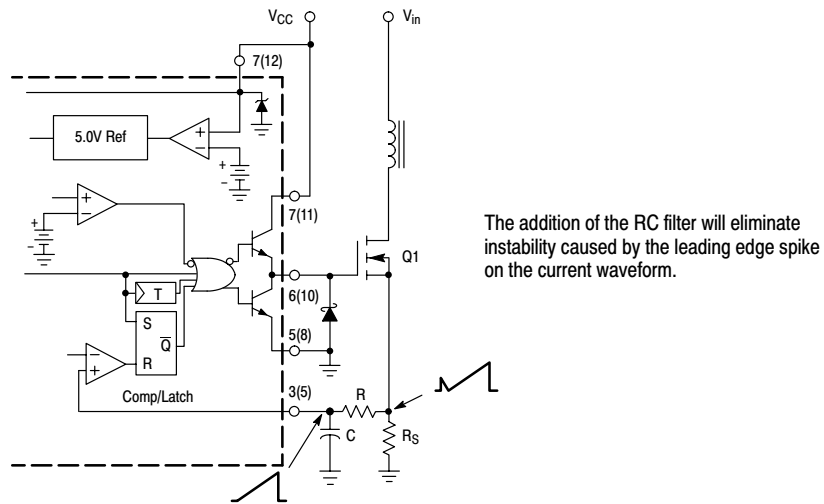 VCC
Vin
7(12)
5.0V Ref
+
−
+
−
+
−
+
−
7(11)
Q1
The addition of the RC filter will eliminate
instability caused by the leading edge spike
on the current waveform.
6(10)
T
S
Q
R
5(8)
−
+
Comp/Latch
3(5)
R
C
RS